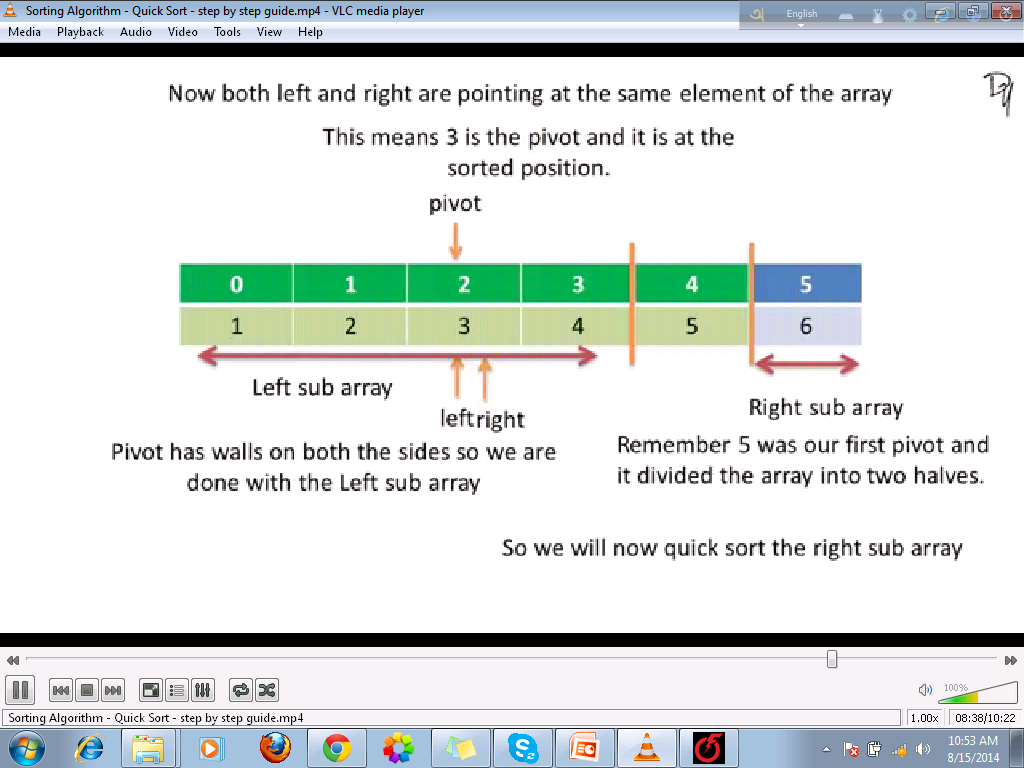 Sorting Algorithm - Quick Sort - step by step guide.mp4 - VLC media player
English
Media Playback Audio Video Tools View Help
Now both left and right are pointing at the same element of the array
This means 3 is the pivot and it is at the
sorted position.
pivot
0 1 2 3 4 5
1 2 3 4 5 6
Left sub array
left right
Right sub array
Pivot has walls on both the sides so we are
done with the Left sub array
Remember 5 was our first pivot and
it divided the array into two halves.
So we will now quick sort the right sub array
100%
Sorting Algorithm - Quick Sort - step by step guide.mp4
1.00x 08:38/10:22
10:53 AM
8/15/2014